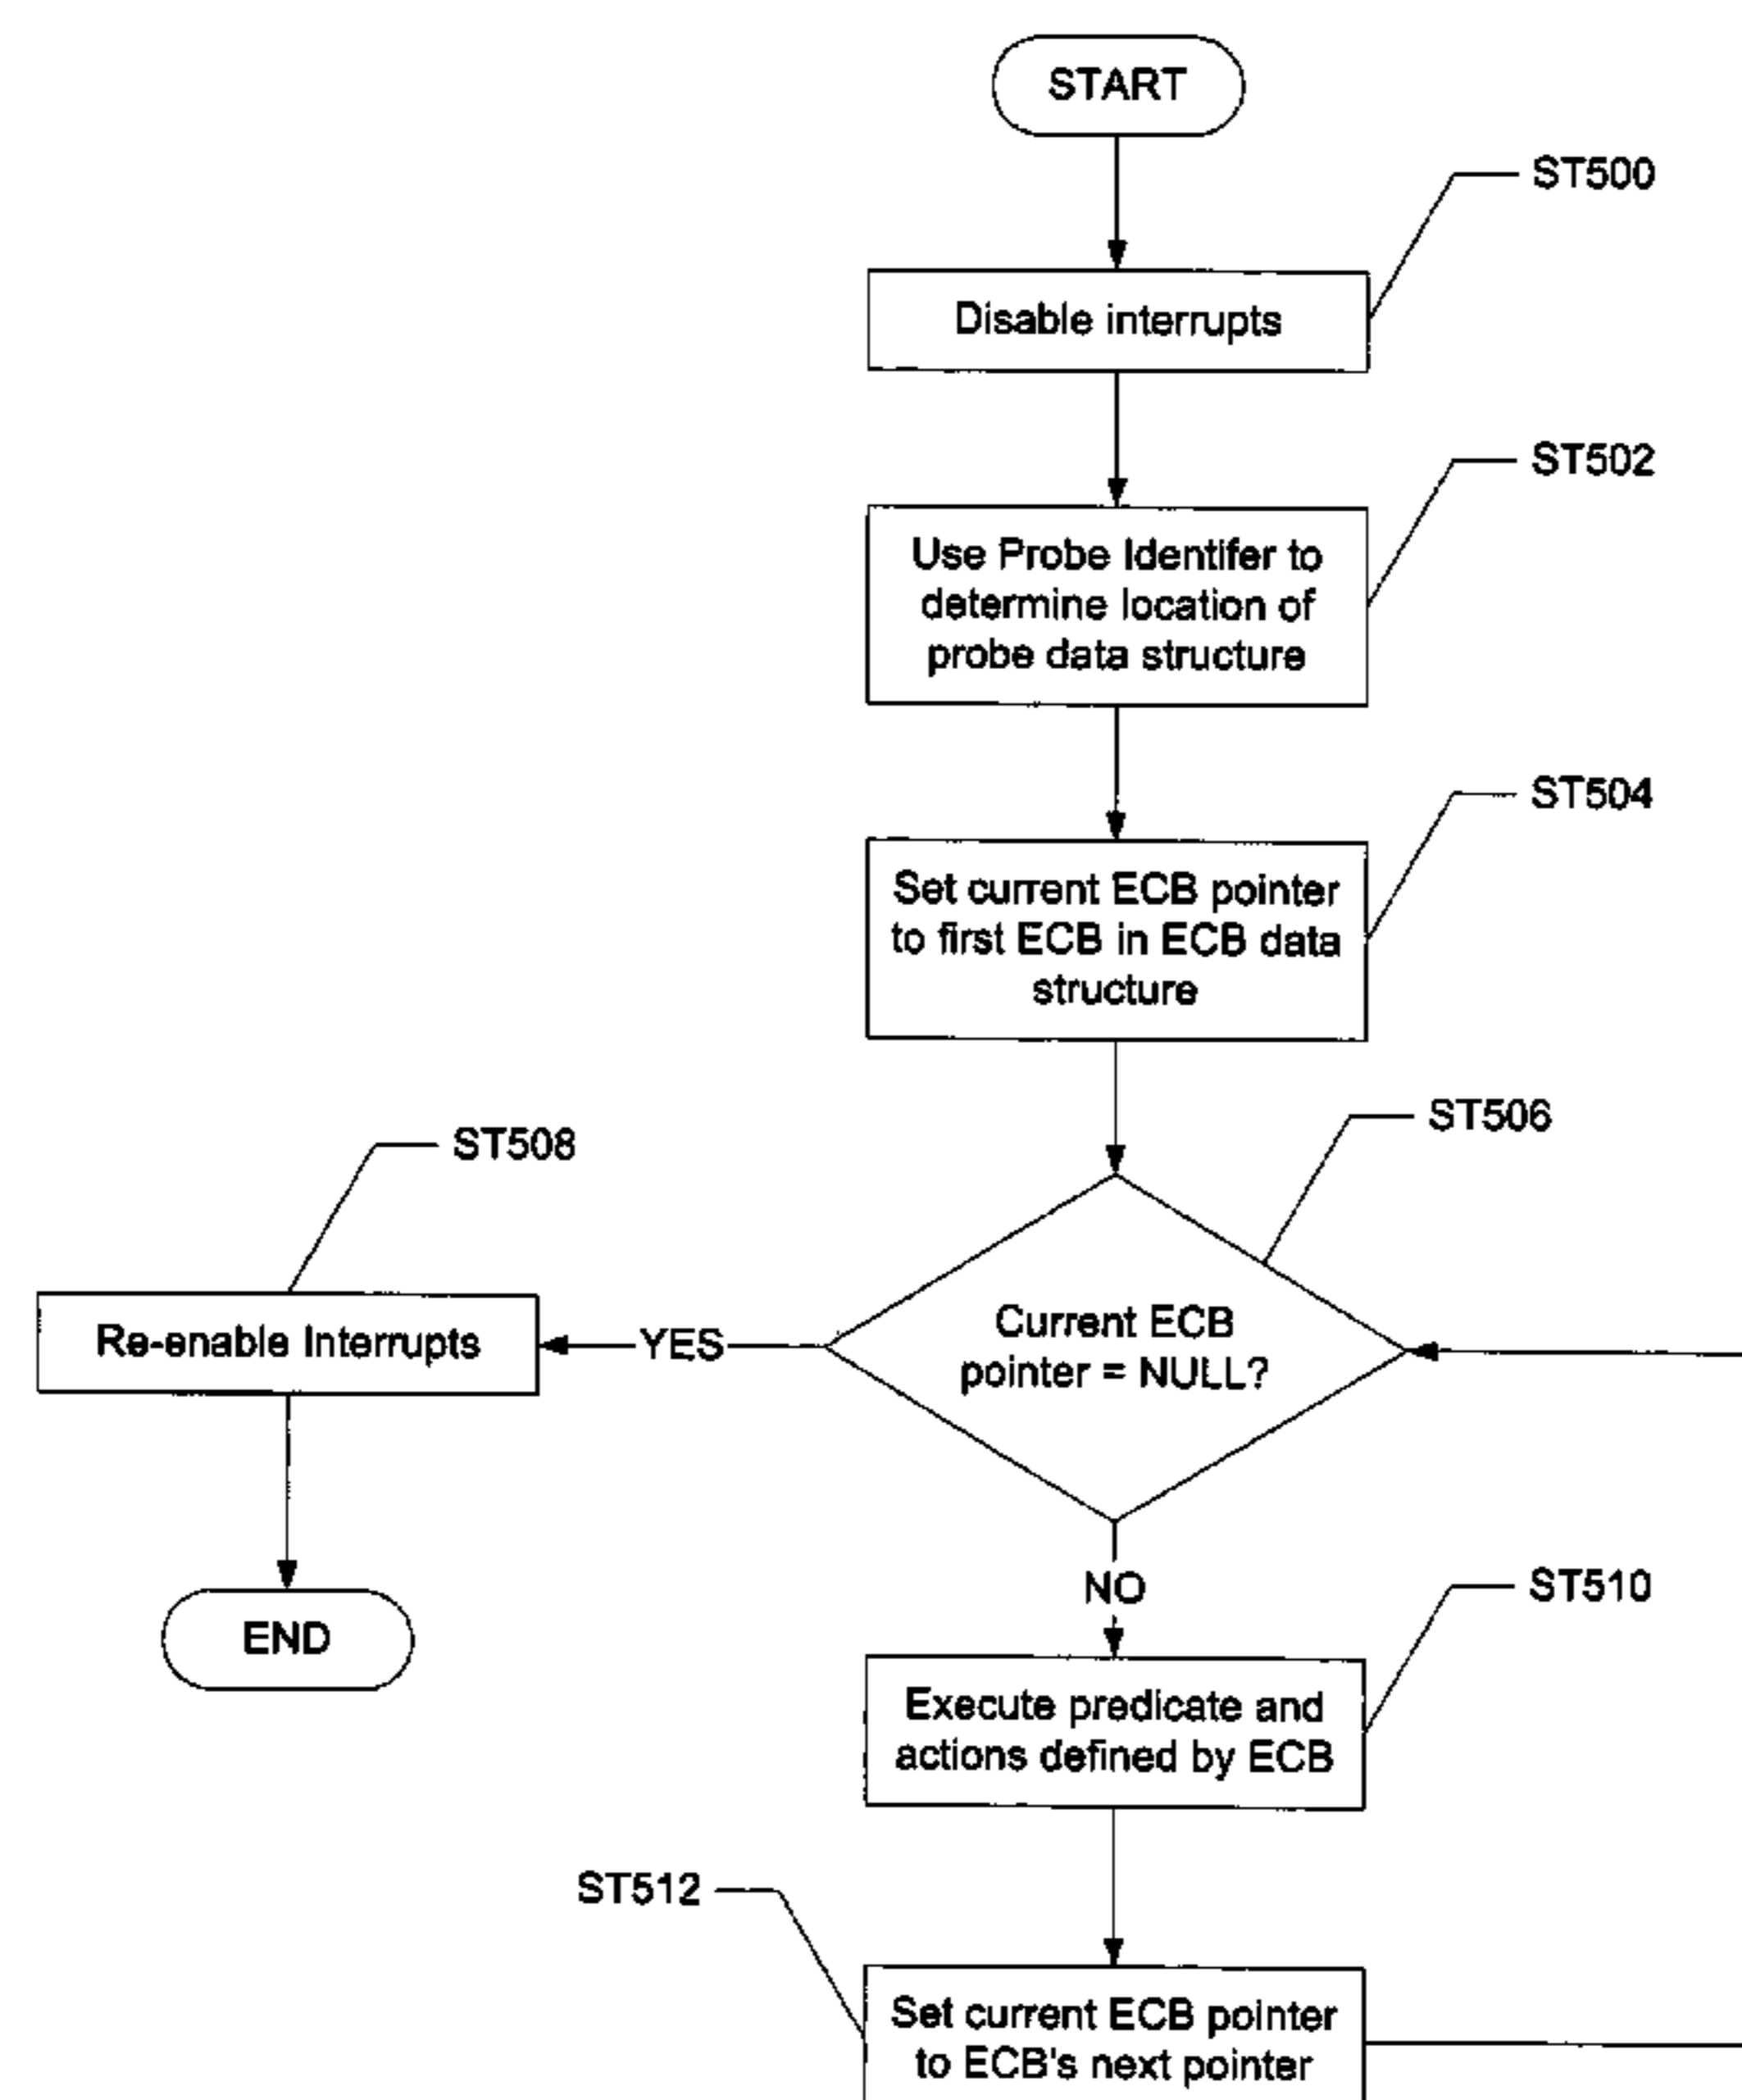 START
ST500
Disable interrupts
ST502
Use Probe Identifer to
determine location of
probe data structure
ST504
Set current ECB pointer
to first ECB in ECB data
structure
ST506
ST508
Current ECB
pointer = NULL?
YES
Re-enable Interrupts
NO
ST510
END
Execute predicate and
actions defined by ECB
ST512
Set current ECB pointer
to ECB's next pointer